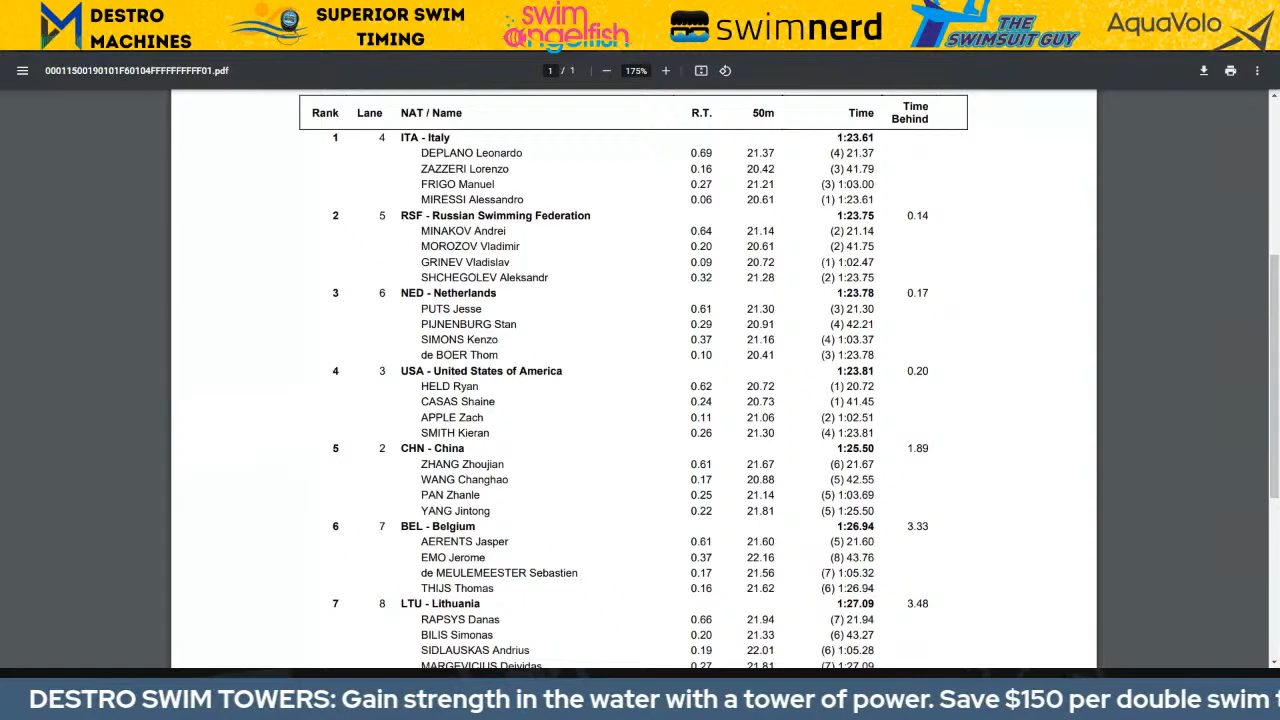 DESTRO MACHINES
SUPERIOR SWIM TIMING
swim angelfish
swimnerd
THE SWIMSUIT GUY
AquaVolo
00011500190101F60104FFFFFFFFFF01.pdf 1 / 1 175%
Rank Lane NAT / Name R.T. 50m Time Time Behind
1 4 ITA - Italy 1:23.61
DEPLANO Leonardo 0.69 21.37 (4) 21.37
ZAZZERI Lorenzo 0.16 20.42 (3) 41.79
FRIGO Manuel 0.27 21.21 (3) 1:03.00
MIRESSI Alessandro 0.06 20.61 (1) 1:23.61
2 5 RSF - Russian Swimming Federation 1:23.75 0.14
MINAKOV Andrei 0.64 21.14 (2) 21.14
MOROZOV Vladimir 0.20 20.61 (2) 41.75
GRINEV Vladislav 0.09 20.72 (1) 1:02.47
SHCHEGOLEV Aleksandr 0.32 21.28 (2) 1:23.75
3 6 NED - Netherlands 1:23.78 0.17
PUTS Jesse 0.61 21.30 (3) 21.30
PIJNENBURG Stan 0.29 20.91 (4) 42.21
SIMONS Kenzo 0.37 21.16 (4) 1:03.37
de BOER Thom 0.10 20.41 (3) 1:23.78
4 3 USA - United States of America 1:23.81 0.20
HELD Ryan 0.62 20.72 (1) 20.72
CASAS Shaine 0.24 20.73 (1) 41.45
APPLE Zach 0.11 21.06 (2) 1:02.51
SMITH Kieran 0.26 21.30 (4) 1:23.81
5 2 CHN - China 1:25.50 1.89
ZHANG Zhoujian 0.61 21.67 (6) 21.67
WANG Changhao 0.17 20.88 (5) 42.55
PAN Zhanle 0.25 21.14 (5) 1:03.69
YANG Jintong 0.22 21.81 (5) 1:25.50
6 7 BEL - Belgium 1:26.94 3.33
AERENTS Jasper 0.61 21.60 (5) 21.60
EMO Jerome 0.37 22.16 (8) 43.76
de MEULEMEESTER Sebastien 0.17 21.56 (7) 1:05.32
THIJS Thomas 0.16 21.62 (6) 1:26.94
7 8 LTU - Lithuania 1:27.09 3.48
RAPSYS Danas 0.66 21.94 (7) 21.94
BILIS Simonas 0.20 21.33 (6) 43.27
SIDLAUSKAS Andrius 0.19 22.01 (6) 1:05.28
MARGEVICIUS Deividas 0.27 21.81 (7) 1:27.09
DESTRO SWIM TOWERS: Gain strength in the water with a tower of power. Save $150 per double swim